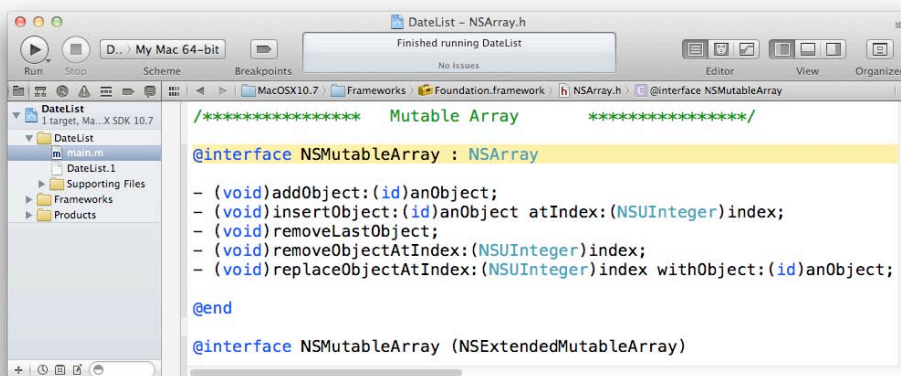 DateList – NSArray.h
D.. › My Mac 64-bit
Finished running DateList
No Issues
Run Stop Scheme Breakpoints Editor View Organizer
MacOSX10.7 › Frameworks › Foundation.framework › h NSArray.h › C @interface NSMutableArray
DateList
1 target, Ma...X SDK 10.7
DateList
m main.m
DateList.1
Supporting Files
Frameworks
Products
/**************** Mutable Array ****************/
@interface NSMutableArray : NSArray
- (void)addObject:(id)anObject;
- (void)insertObject:(id)anObject atIndex:(NSUInteger)index;
- (void)removeLastObject;
- (void)removeObjectAtIndex:(NSUInteger)index;
- (void)replaceObjectAtIndex:(NSUInteger)index withObject:(id)anObject;
@end
@interface NSMutableArray (NSExtendedMutableArray)